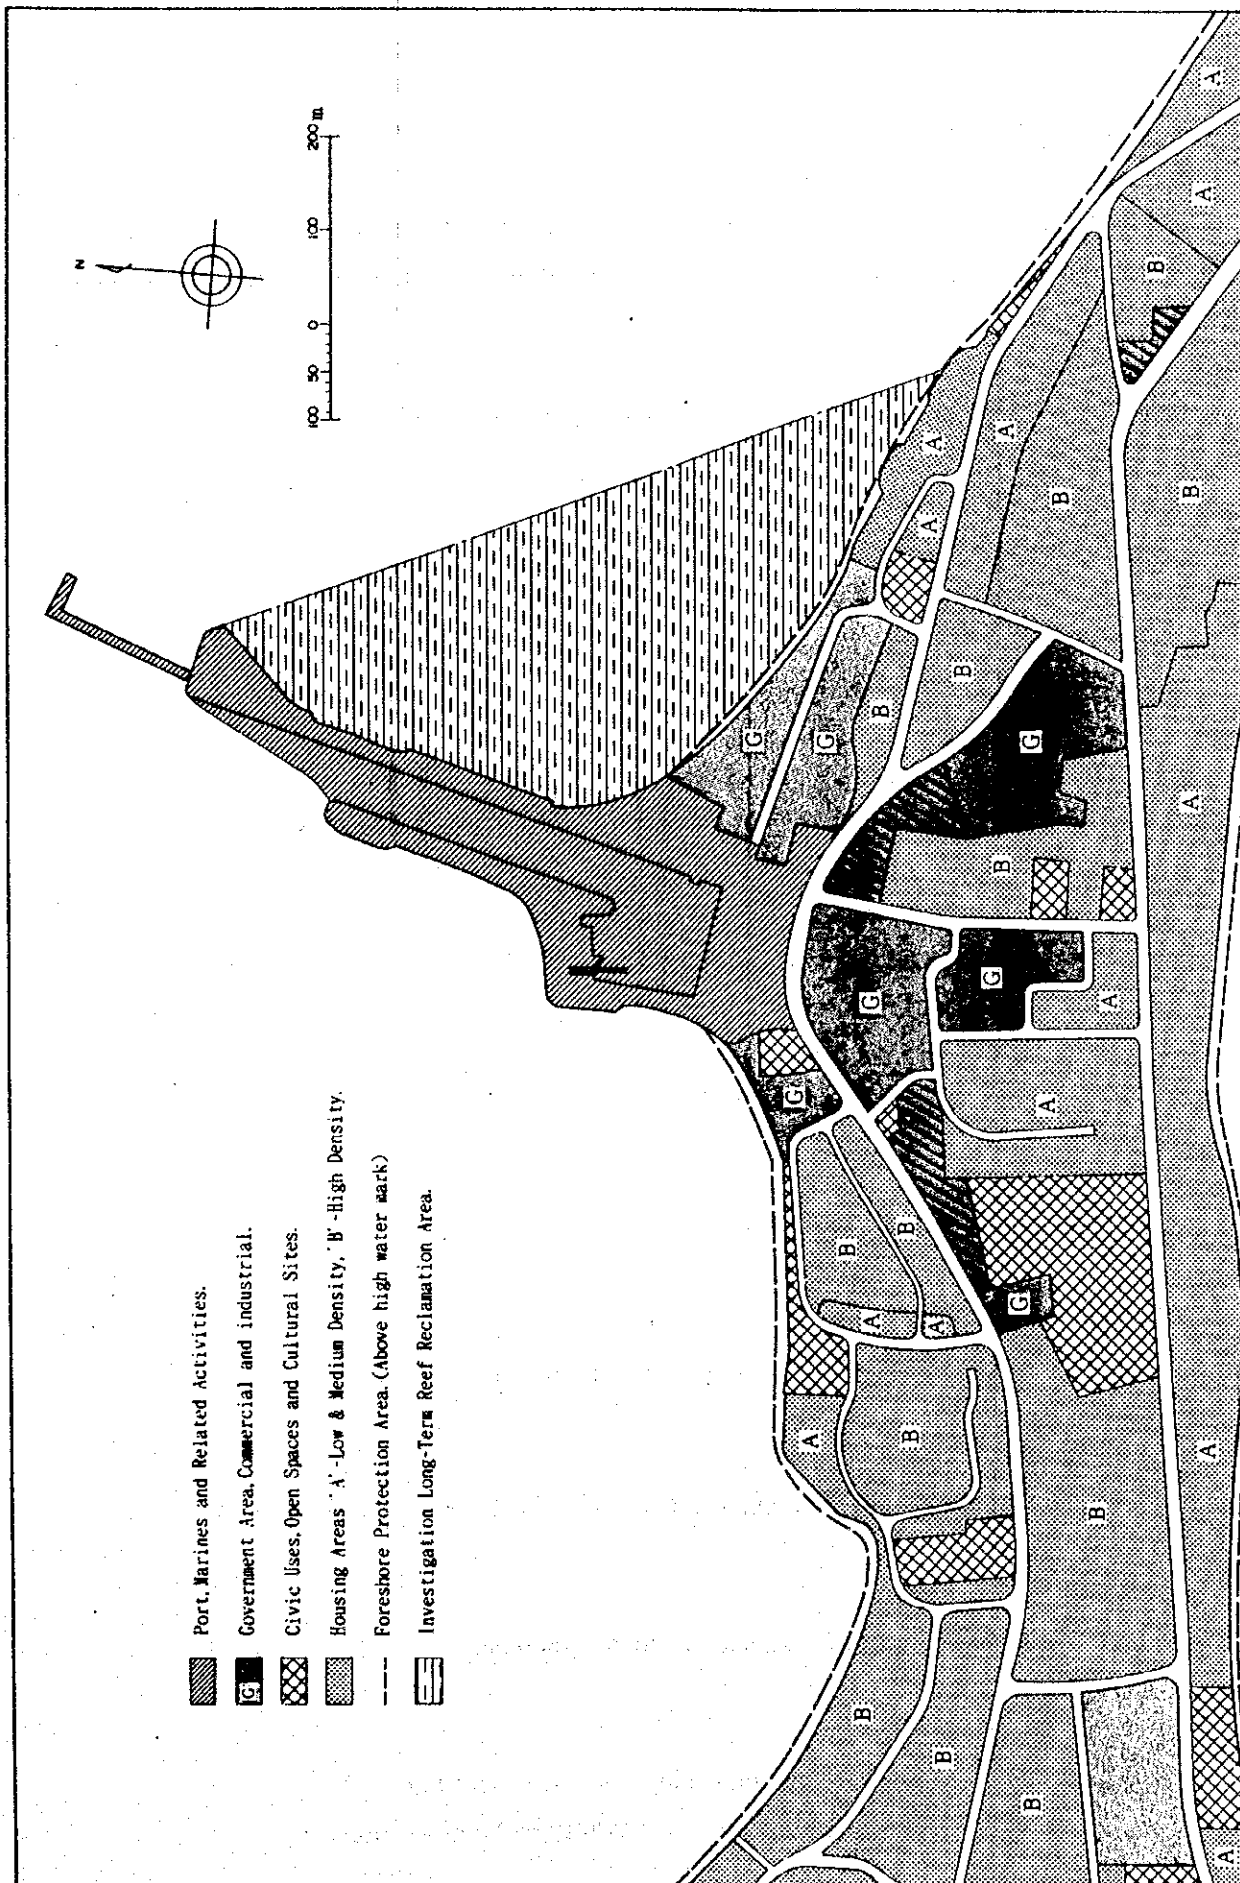 N
100 50 0 100 200m
Port, Marines and Related Activities.
G Government Area, Commercial and industrial.
Civic Uses, Open Spaces and Cultural Sites.
Housing Areas 'A' -Low & Medium Density, 'B' -High Density.
Foreshore Protection Area. (Above high water mark)
Investigation Long-Term Reef Reclamation Area.
A
A
B
A
A
B
B
A
B
G
G
B
B
G
A
B
G
G
A
G
A
B
B
A
A
G
A
B
B
A
B
B
B
A